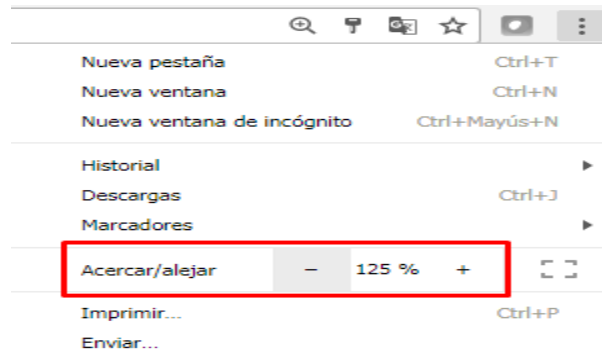 Nueva pestaña Ctrl+T
Nueva ventana Ctrl+N
Nueva ventana de incógnito Ctrl+Mayús+N
Historial
Descargas Ctrl+J
Marcadores
Acercar/alejar – 125 % +
Imprimir... Ctrl+P
Enviar...